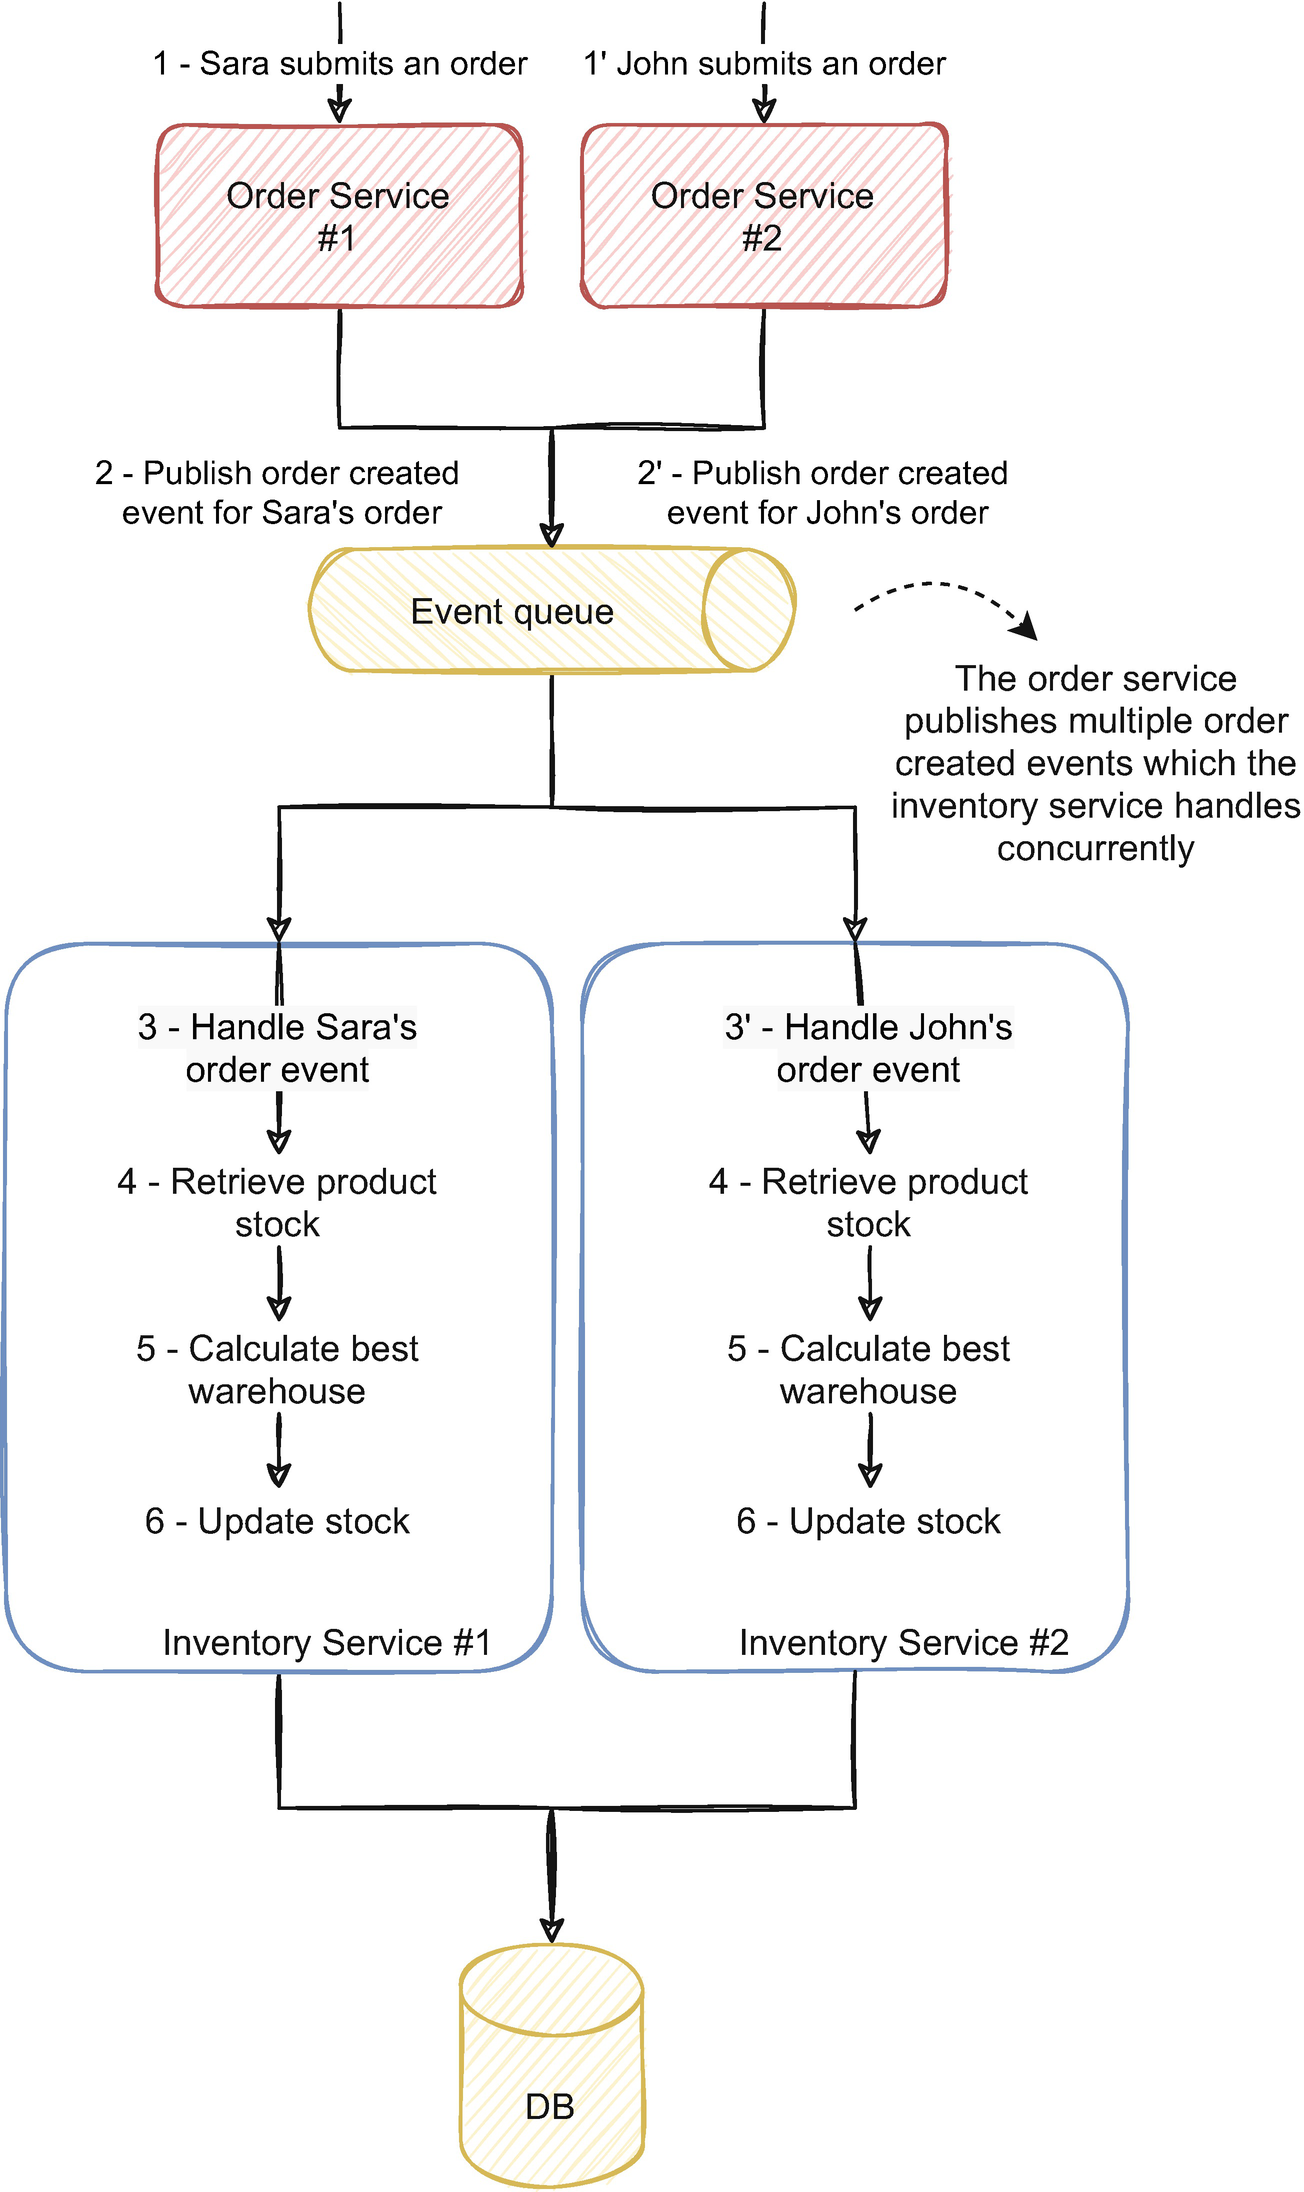 1 - Sara submits an order
1' John submits an order
Order Service
#1
Order Service
#2
2 - Publish order created
event for Sara's order
2' - Publish order created
event for John's order
Event queue
The order service
publishes multiple order
created events which the
inventory service handles
concurrently
3 - Handle Sara's
order event
4 - Retrieve product
stock
5 - Calculate best
warehouse
6 - Update stock
Inventory Service #1
3' - Handle John's
order event
4 - Retrieve product
stock
5 - Calculate best
warehouse
6 - Update stock
Inventory Service #2
DB